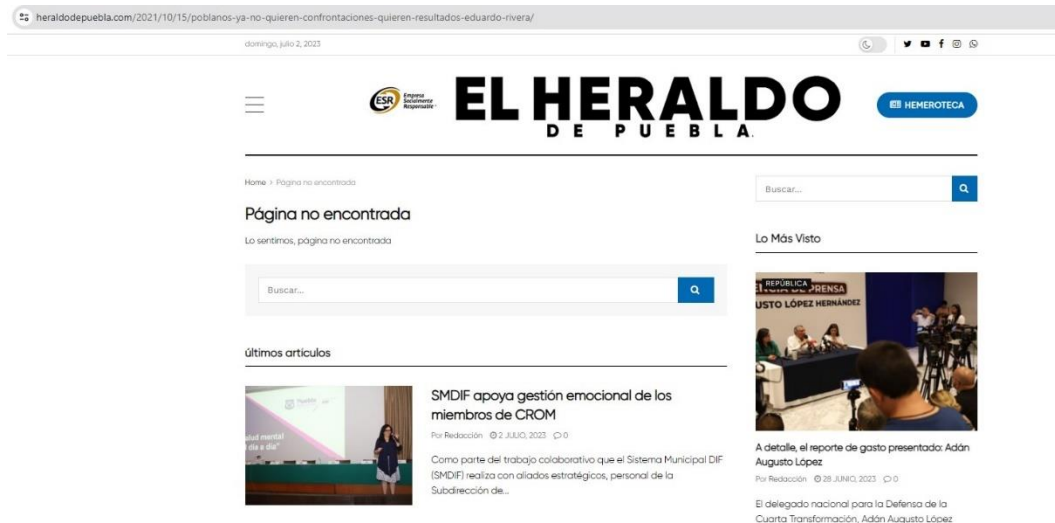 heraldodepuebla.com/2021/10/15/poblanos-ya-no-quieren-confrontaciones-quieren-resultados-eduardo-rivera/
domingo, julio 2, 2023
ESR Empresa Socialmente Responsable
EL HERALDO
DE PUEBLA.
HEMEROTECA
Home > Página no encontrada
Página no encontrada
Lo sentimos, página no encontrada
Buscar...
últimos artículos
SMDIF apoya gestión emocional de los
miembros de CROM
Por Redacción 2 JULIO, 2023 0
Como parte del trabajo colaborativo que el Sistema Municipal DIF
(SMDIF) realiza con aliados estratégicos, personal de la
Subdirección de...
Buscar...
Lo Más Visto
REPÚBLICA
PRENSA
USTO LÓPEZ HERNÁNDEZ
A detalle, el reporte de gasto presentado: Adán
Augusto López
Por Redacción 28 JUNIO, 2023 0
El delegado nacional para la Defensa de la
Cuarta Transformación, Adán Augusto López